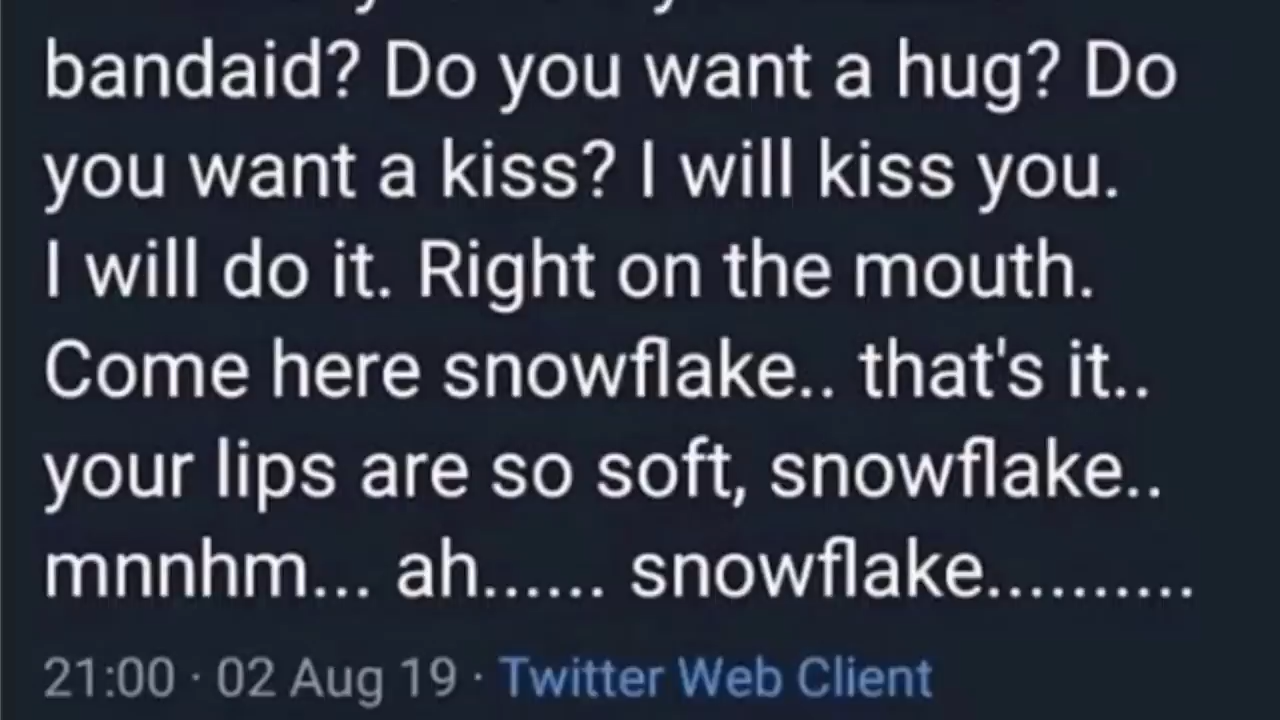 bandaid? Do you want a hug? Do
you want a kiss? I will kiss you.
I will do it. Right on the mouth.
Come here snowflake.. that's it..
your lips are so soft, snowflake..
mnnhm... ah...... snowflake..........
21:00 · 02 Aug 19 · Twitter Web Client